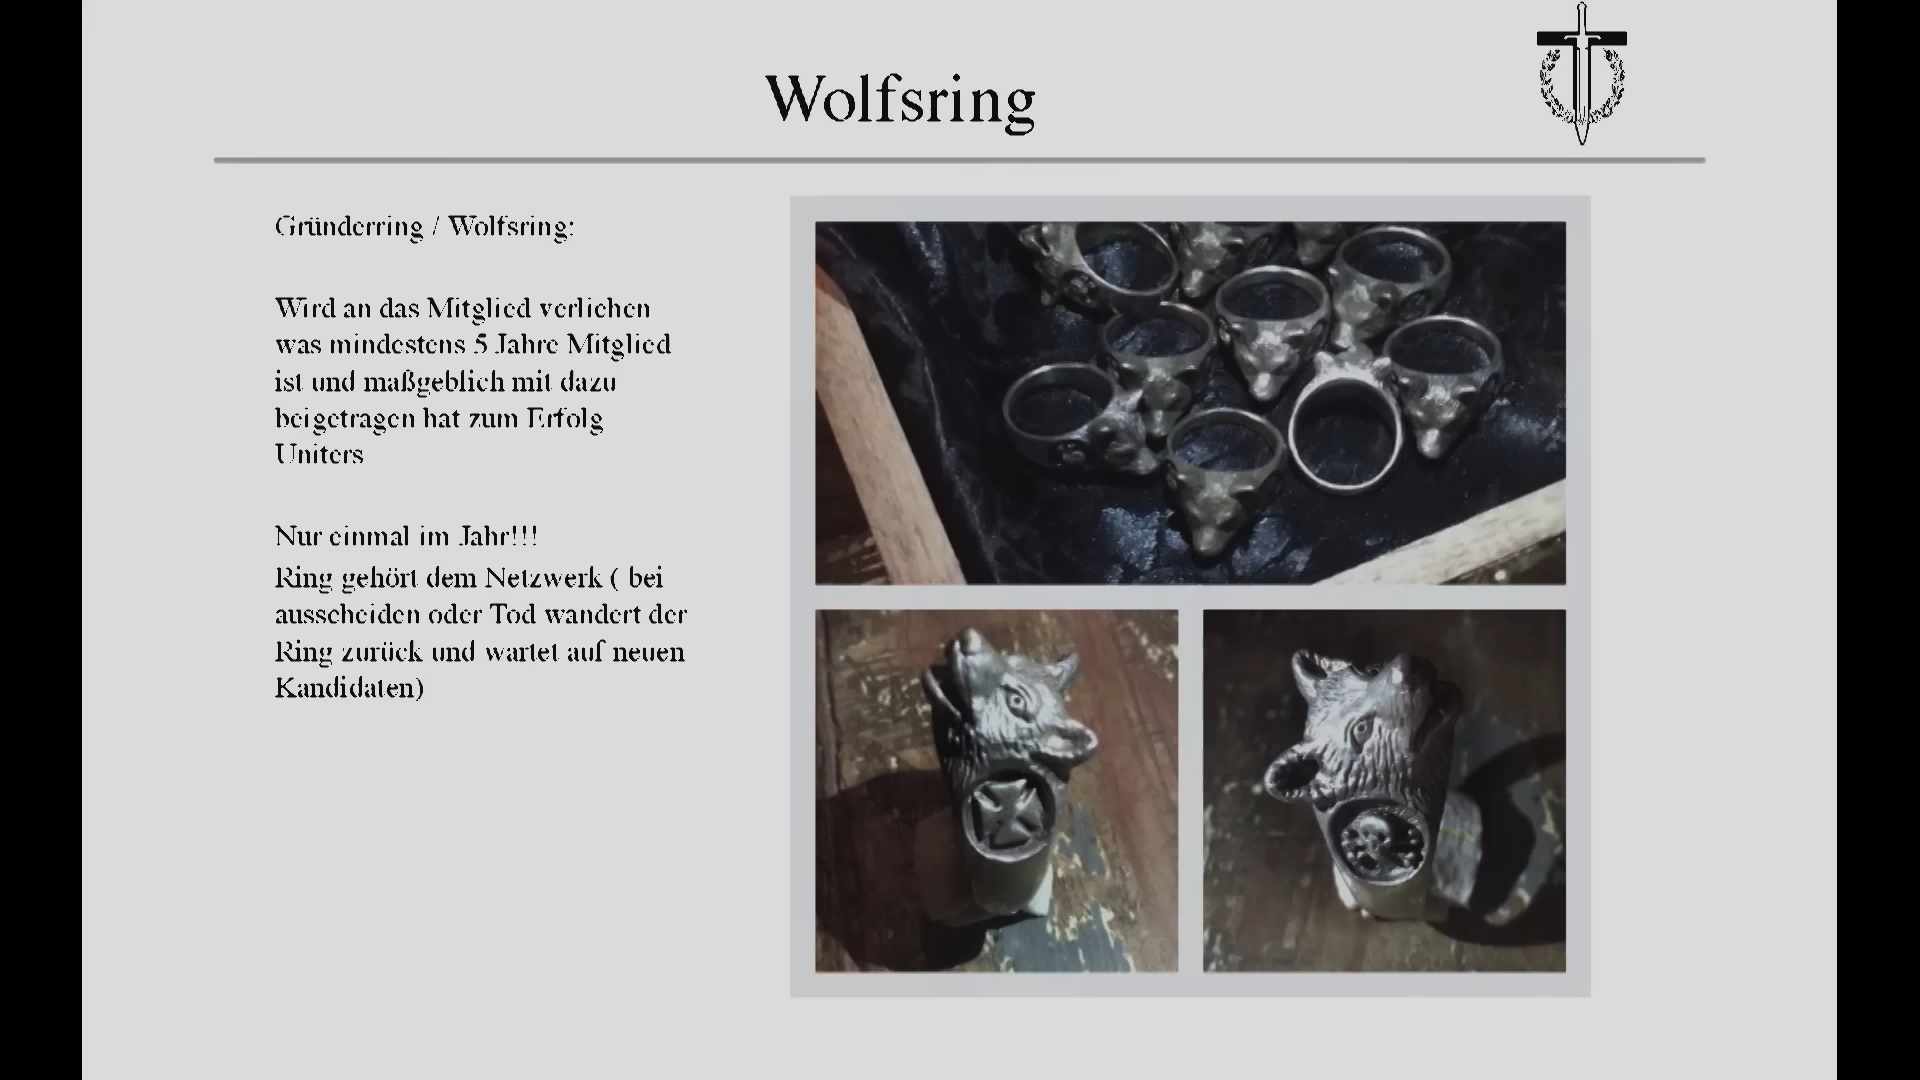 Wolfsring
Gründerring / Wolfsring:
Wird an das Mitglied verliehen
was mindestens 5 Jahre Mitglied
ist und maßgeblich mit dazu
beigetragen hat zum Erfolg
Uniters
Nur einmal im Jahr!!!
Ring gehört dem Netzwerk ( bei
ausscheiden oder Tod wandert der
Ring zurück und wartet auf neuen
Kandidaten)